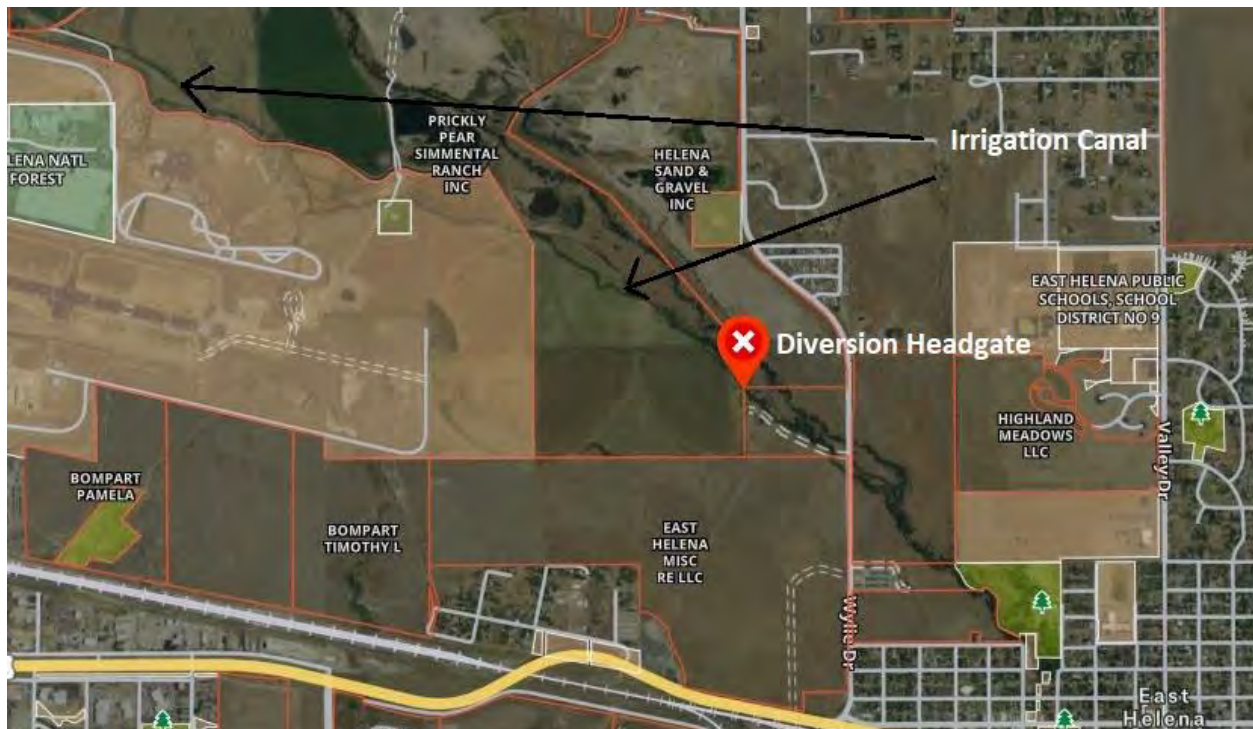 Irrigation Canal
PRICKLY
PEAR
SIMMENTAL
RANCH
INC
HELENA
SAND &
GRAVEL
INC
LENA NATL
FOREST
EAST HELENA PUBLIC
SCHOOLS, SCHOOL
DISTRICT NO 9
Diversion Headgate
HIGHLAND
MEADOWS
LLC
Valley Dr
BOMPART
PAMELA
BOMPART
TIMOTHY L
EAST
HELENA
MISC
RE LLC
Wylie Dr
East
Helena